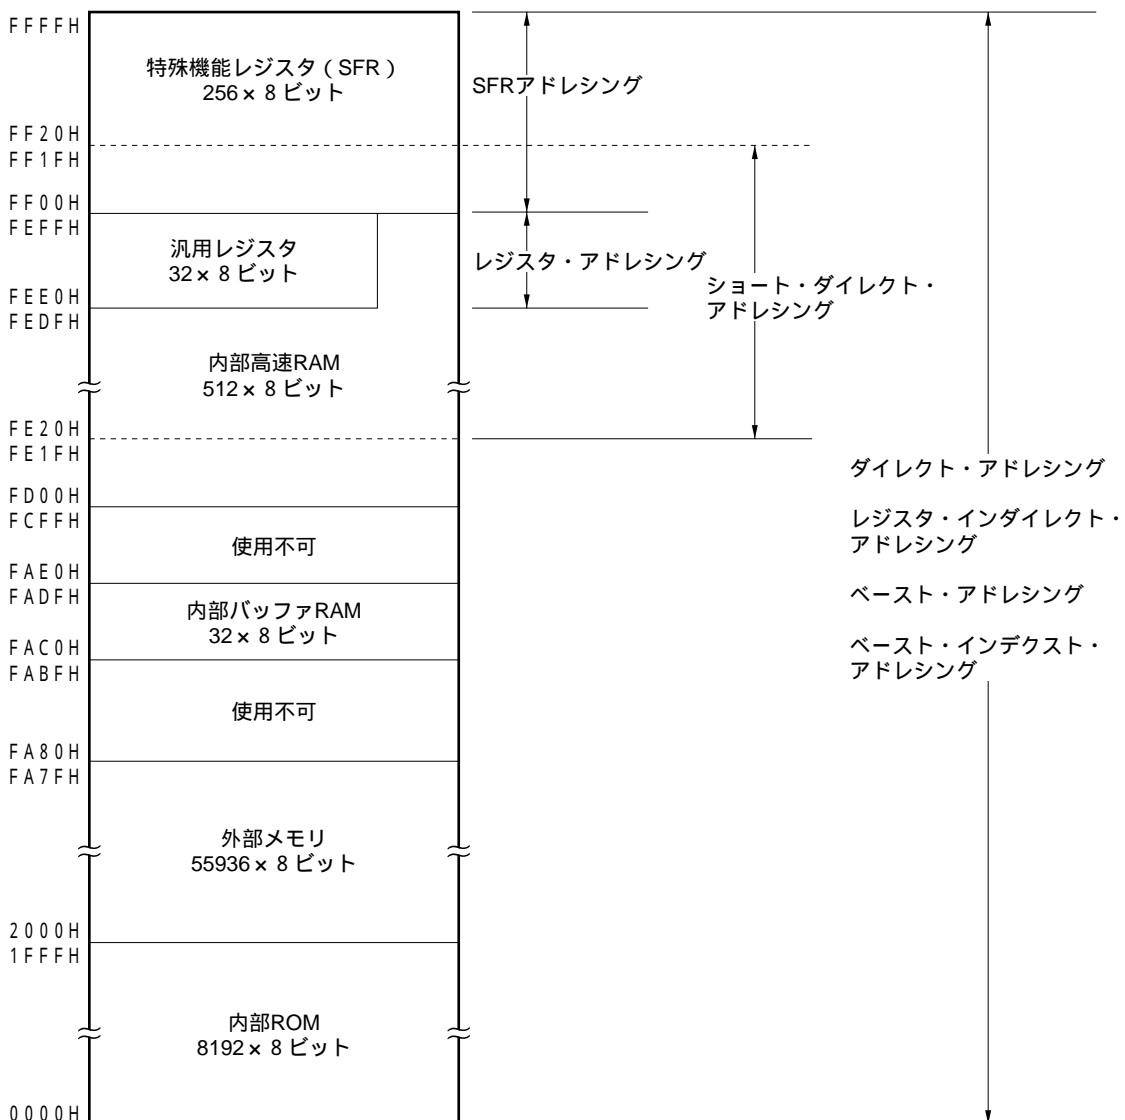 FFFFH
特殊機能レジスタ(SFR)
256×8ビット
SFRアドレシング
FF20H
FF1FH
FF00H
FEFFH
汎用レジスタ
32×8ビット
レジスタ・アドレシング
ショート・ダイレクト・
アドレシング
FEE0H
FEDFH
内部高速RAM
512×8ビット
FE20H
FE1FH
ダイレクト・アドレシング
FD00H
FCFFH
レジスタ・インダイレクト・
アドレシング
使用不可
FAE0H
FADFH
ベースト・アドレシング
内部バッファRAM
32×8ビット
FAC0H
FABFH
ベースト・インデクスト・
アドレシング
使用不可
FA80H
FA7FH
外部メモリ
55936×8ビット
2000H
1FFFH
内部ROM
8192×8ビット
0000H